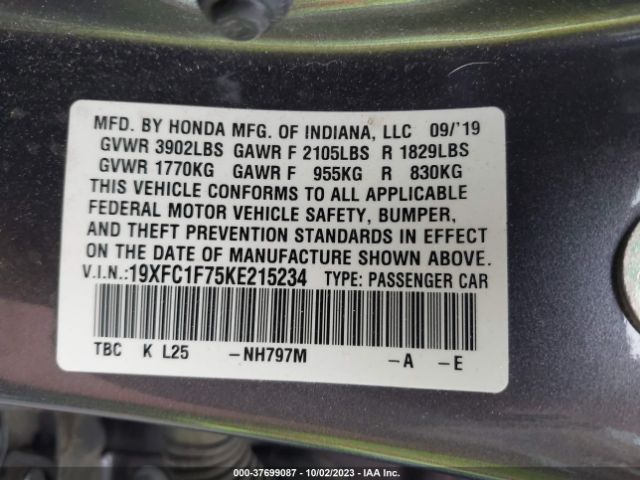 MFD. BY HONDA MFG. OF INDIANA, LLC 09/'19
GVWR 3902LBS GAWR F 2105LBS R 1829LBS
GVWR 1770KG GAWR F 955KG R 830KG
THIS VEHICLE CONFORMS TO ALL APPLICABLE
FEDERAL MOTOR VEHICLE SAFETY, BUMPER,
AND THEFT PREVENTION STANDARDS IN EFFECT
ON THE DATE OF MANUFACTURE SHOWN ABOVE.
V.I.N.:19XFC1F75KE215234 TYPE: PASSENGER CAR
TBC K L25 -NH797M -A -E
000-37699087 - 10/02/2023 - IAA Inc.